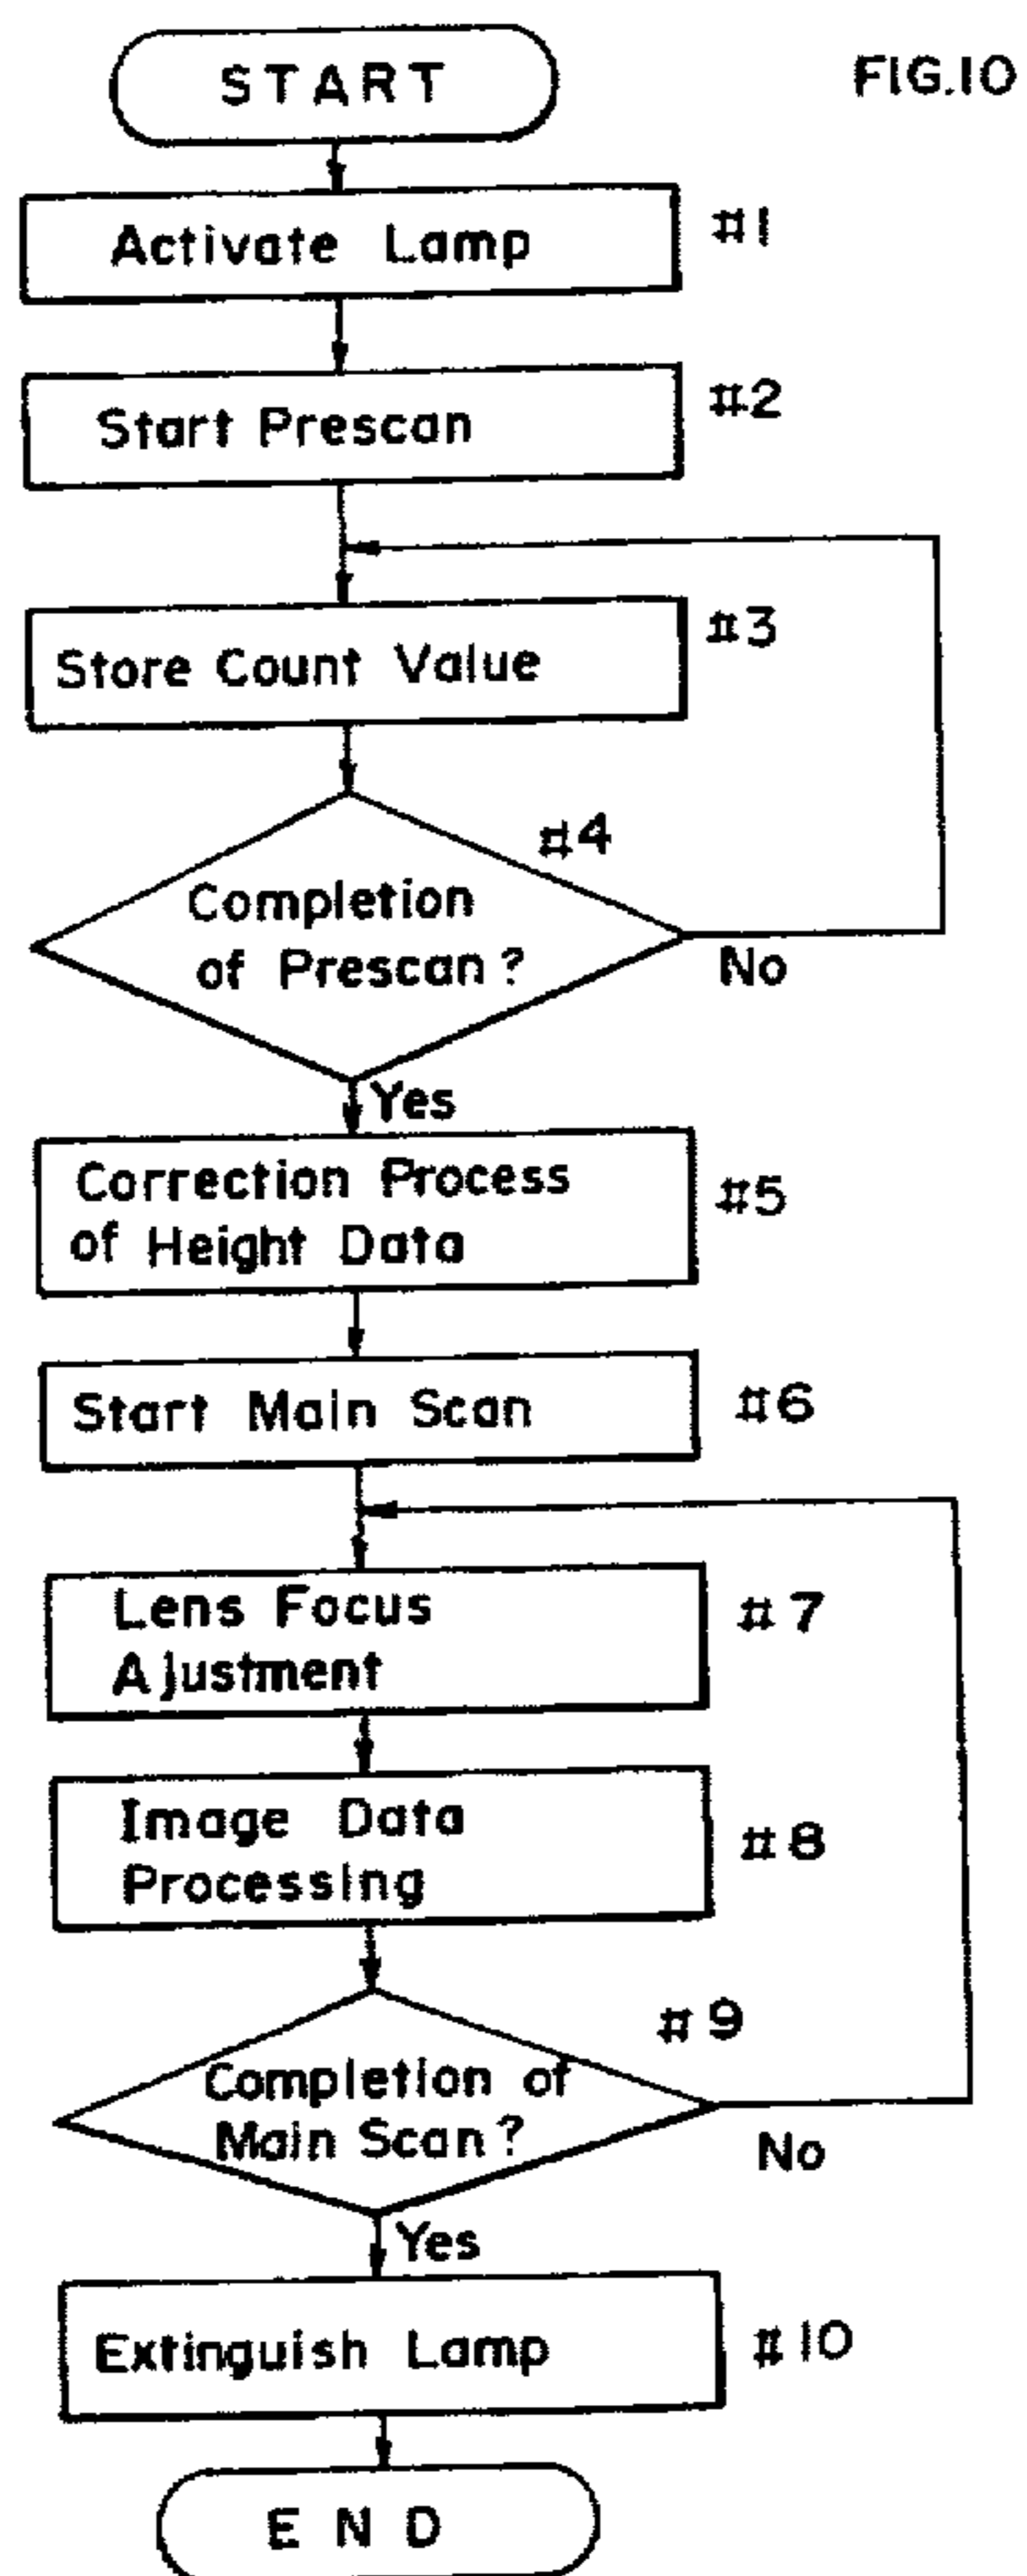 START
FIG.10
Activate Lamp
#1
Start Prescan
#2
Store Count Value
#3
#4
Completion
of Prescan?
No
Yes
Correction Process
of Height Data
#5
Start Main Scan
#6
Lens Focus
Ajustment
#7
Image Data
Processing
#8
#9
Completion of
Main Scan?
No
Yes
Extinguish Lamp
#10
END